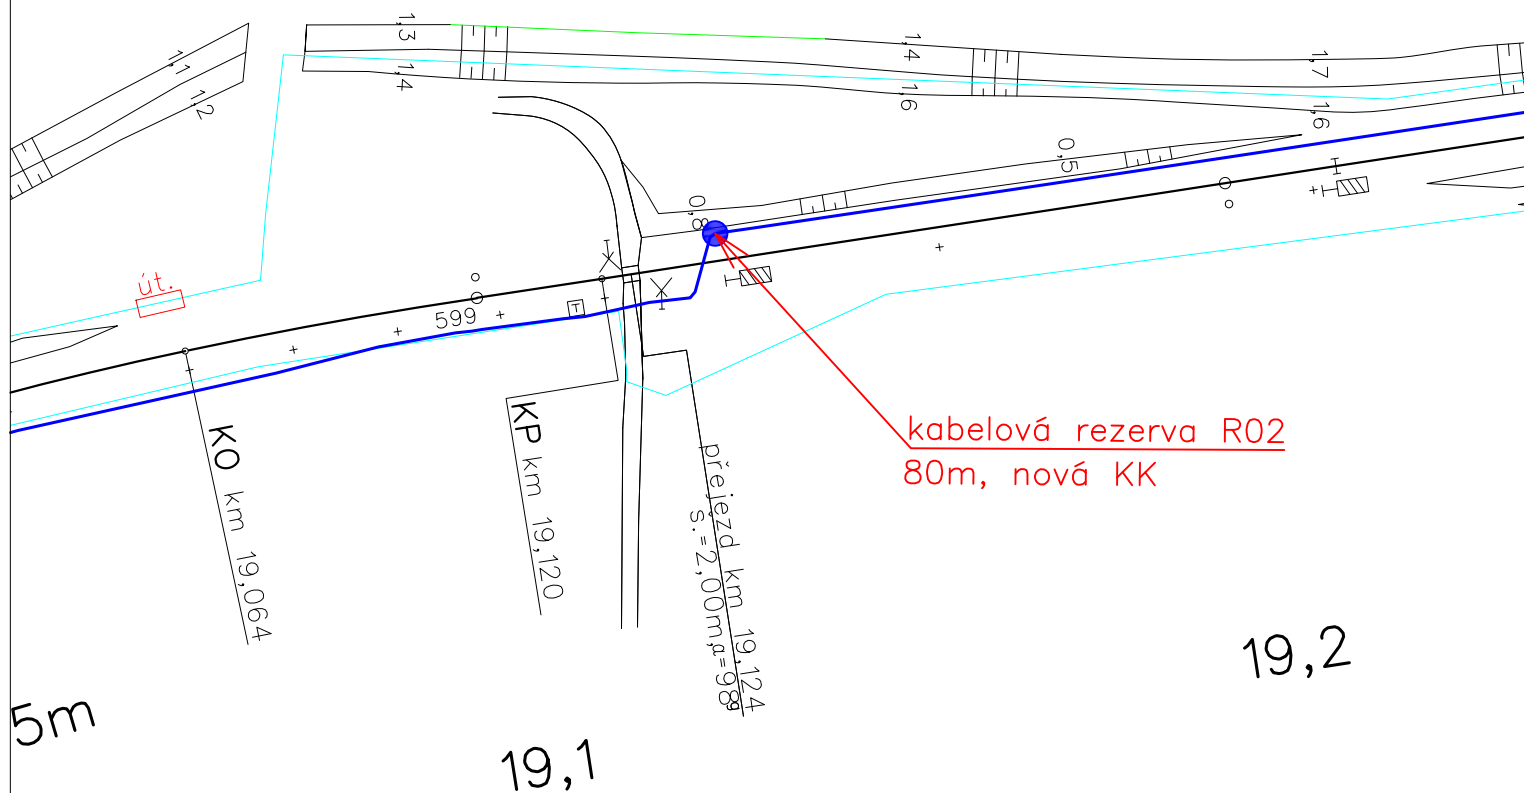 1,3
1,4
1,4
1,6
1,7
1,6
1,1
1,2
0,5
0,8
út.
599
T
kabelová rezerva R02
80m, nová KK
KO km 19,064
KP km 19,120
přejezd km 19,124
š.=2,00m,α=98°
19,2
5m
19,1